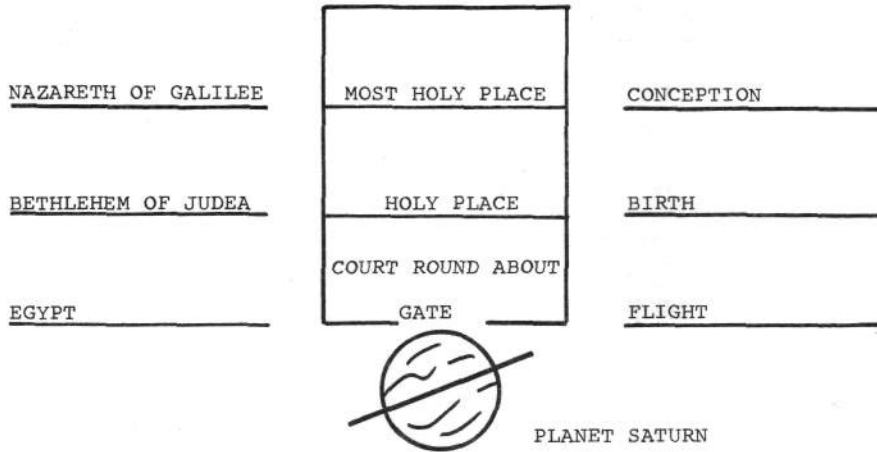 NAZARETH OF GALILEE MOST HOLY PLACE CONCEPTION
BETHLEHEM OF JUDEA HOLY PLACE BIRTH
COURT ROUND ABOUT
EGYPT GATE FLIGHT
PLANET SATURN